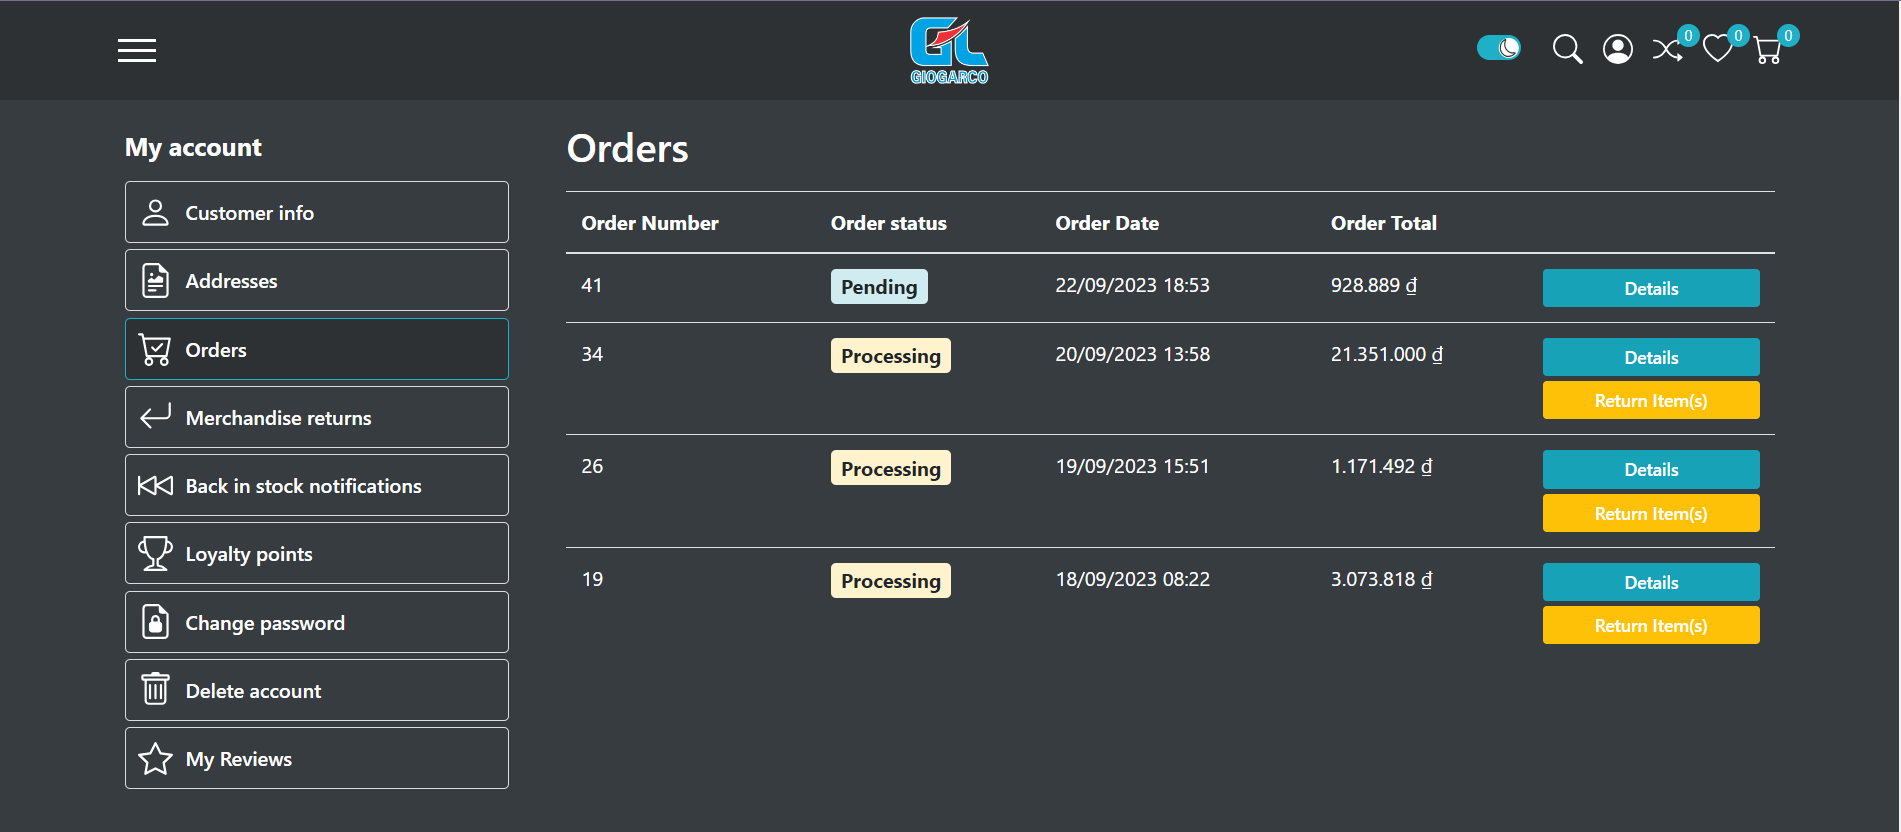 GIOGARCO
0 0 0
My account
Customer info
Addresses
Orders
Merchandise returns
Back in stock notifications
Loyalty points
Change password
Delete account
My Reviews
Orders
Order Number Order status Order Date Order Total
41 Pending 22/09/2023 18:53 928.889 ₫ Details
34 Processing 20/09/2023 13:58 21.351.000 ₫ Details
Return Item(s)
26 Processing 19/09/2023 15:51 1.171.492 ₫ Details
Return Item(s)
19 Processing 18/09/2023 08:22 3.073.818 ₫ Details
Return Item(s)